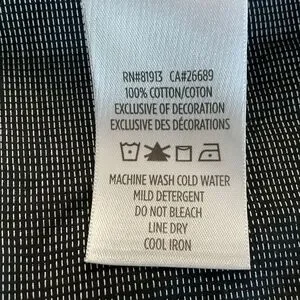 RN#81913 CA#26689
100% COTTON/COTON
EXCLUSIVE OF DECORATION
EXCLUSIVE DES DÉCORATIONS
MACHINE WASH COLD WATER
MILD DETERGENT
DO NOT BLEACH
LINE DRY
COOL IRON